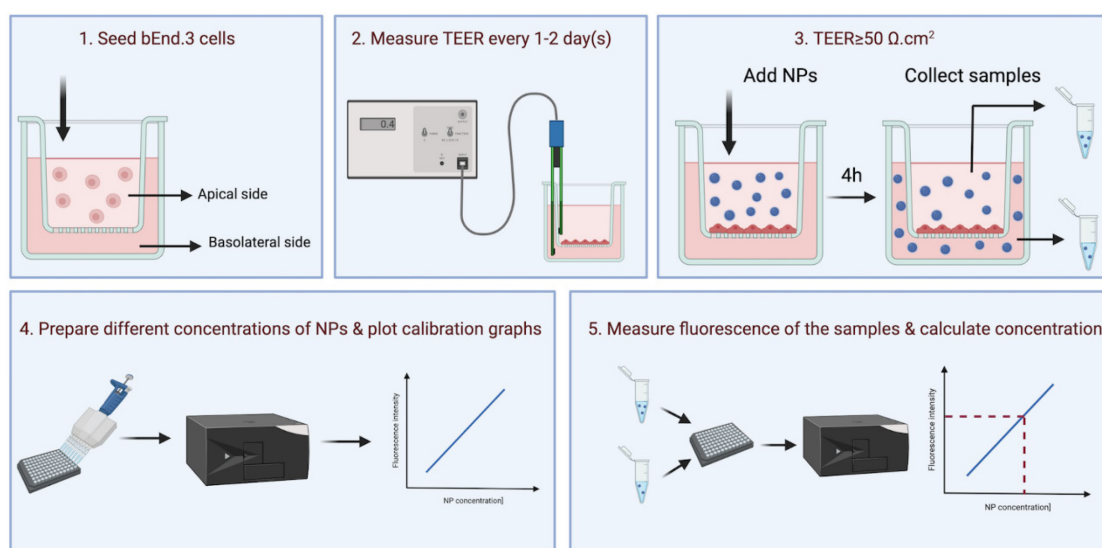 1. Seed bEnd.3 cells
Apical side
Basolateral side
2. Measure TEER every 1-2 day(s)
0.4
3. TEER≥50 Ω.cm²
Add NPs
Collect samples
4h
4. Prepare different concentrations of NPs & plot calibration graphs
Fluorescence intensity
NP concentration]
5. Measure fluorescence of the samples & calculate concentration
Fluorescence intensity
NP concentration]